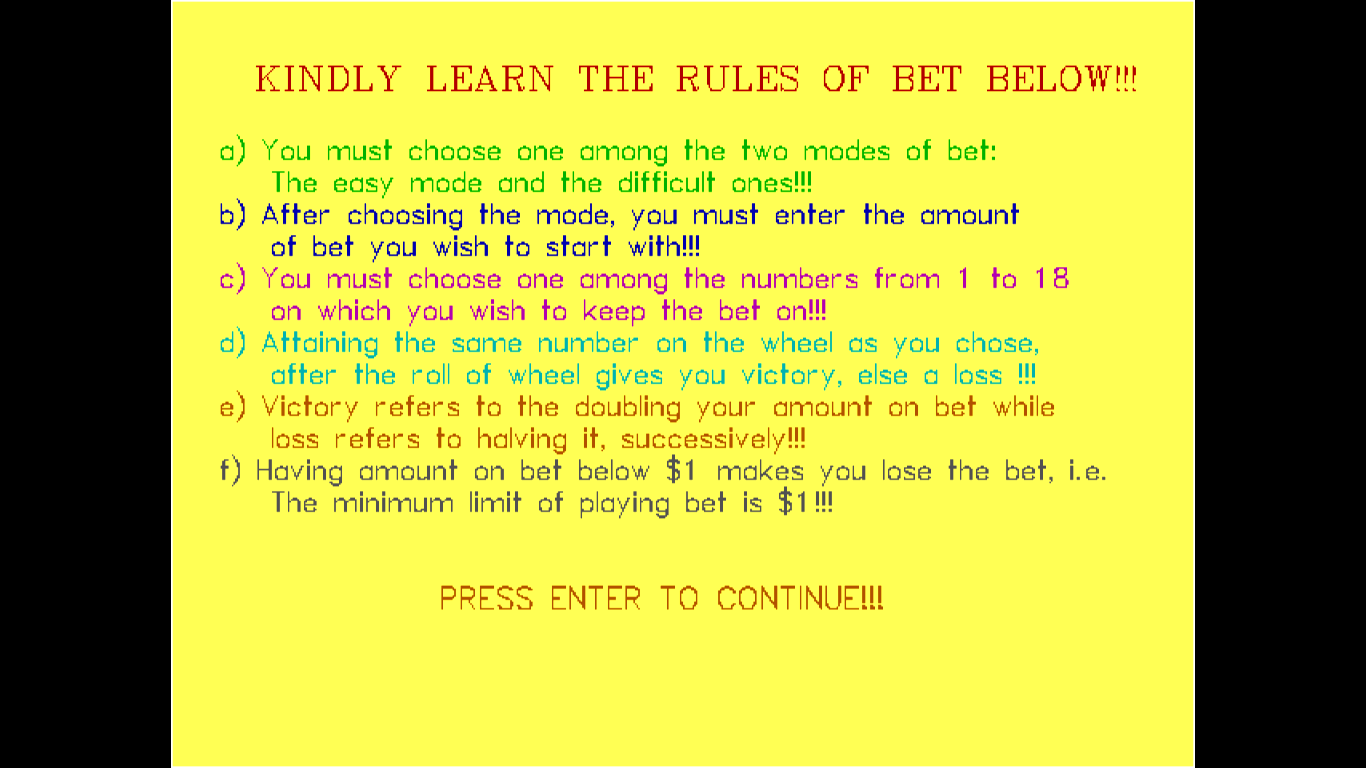 KINDLY LEARN THE RULES OF BET BELOW!!!
a) You must choose one among the two modes of bet:
The easy mode and the difficult ones!!!
b) After choosing the mode, you must enter the amount
of bet you wish to start with!!!
c) You must choose one among the numbers from 1 to 18
on which you wish to keep the bet on!!!
d) Attaining the same number on the wheel as you chose,
after the roll of wheel gives you victory, else a loss !!!
e) Victory refers to the doubling your amount on bet while
loss refers to halving it, successively!!!
f) Having amount on bet below $1 makes you lose the bet, i.e.
The minimum limit of playing bet is $1!!!
PRESS ENTER TO CONTINUE!!!